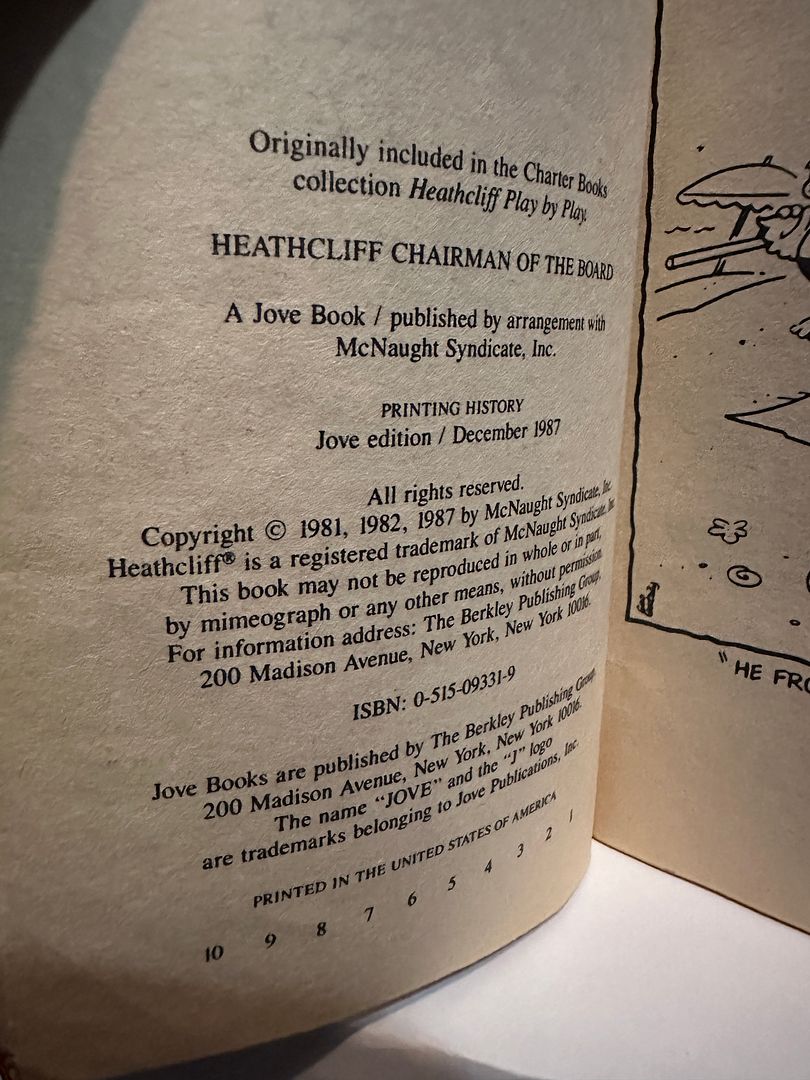 Originally included in the Charter Books
collection Heathcliff Play by Play.
HEATHCLIFF CHAIRMAN OF THE BOARD
A Jove Book / published by arrangement with
McNaught Syndicate, Inc.
PRINTING HISTORY
Jove edition / December 1987
All rights reserved.
Copyright © 1981, 1982, 1987 by McNaught Syndicate, Inc.
Heathcliff® is a registered trademark of McNaught Syndicate, Inc.
This book may not be reproduced in whole or in part,
by mimeograph or any other means, without permission.
For information address: The Berkley Publishing Group,
200 Madison Avenue, New York, New York 10016.
ISBN: 0-515-09331-9
Jove Books are published by The Berkley Publishing Group,
200 Madison Avenue, New York, New York 10016.
The name "JOVE" and the "J" logo
are trademarks belonging to Jove Publications, Inc.
PRINTED IN THE UNITED STATES OF AMERICA
10 9 8 7 6 5 4 3 2 1
"HE